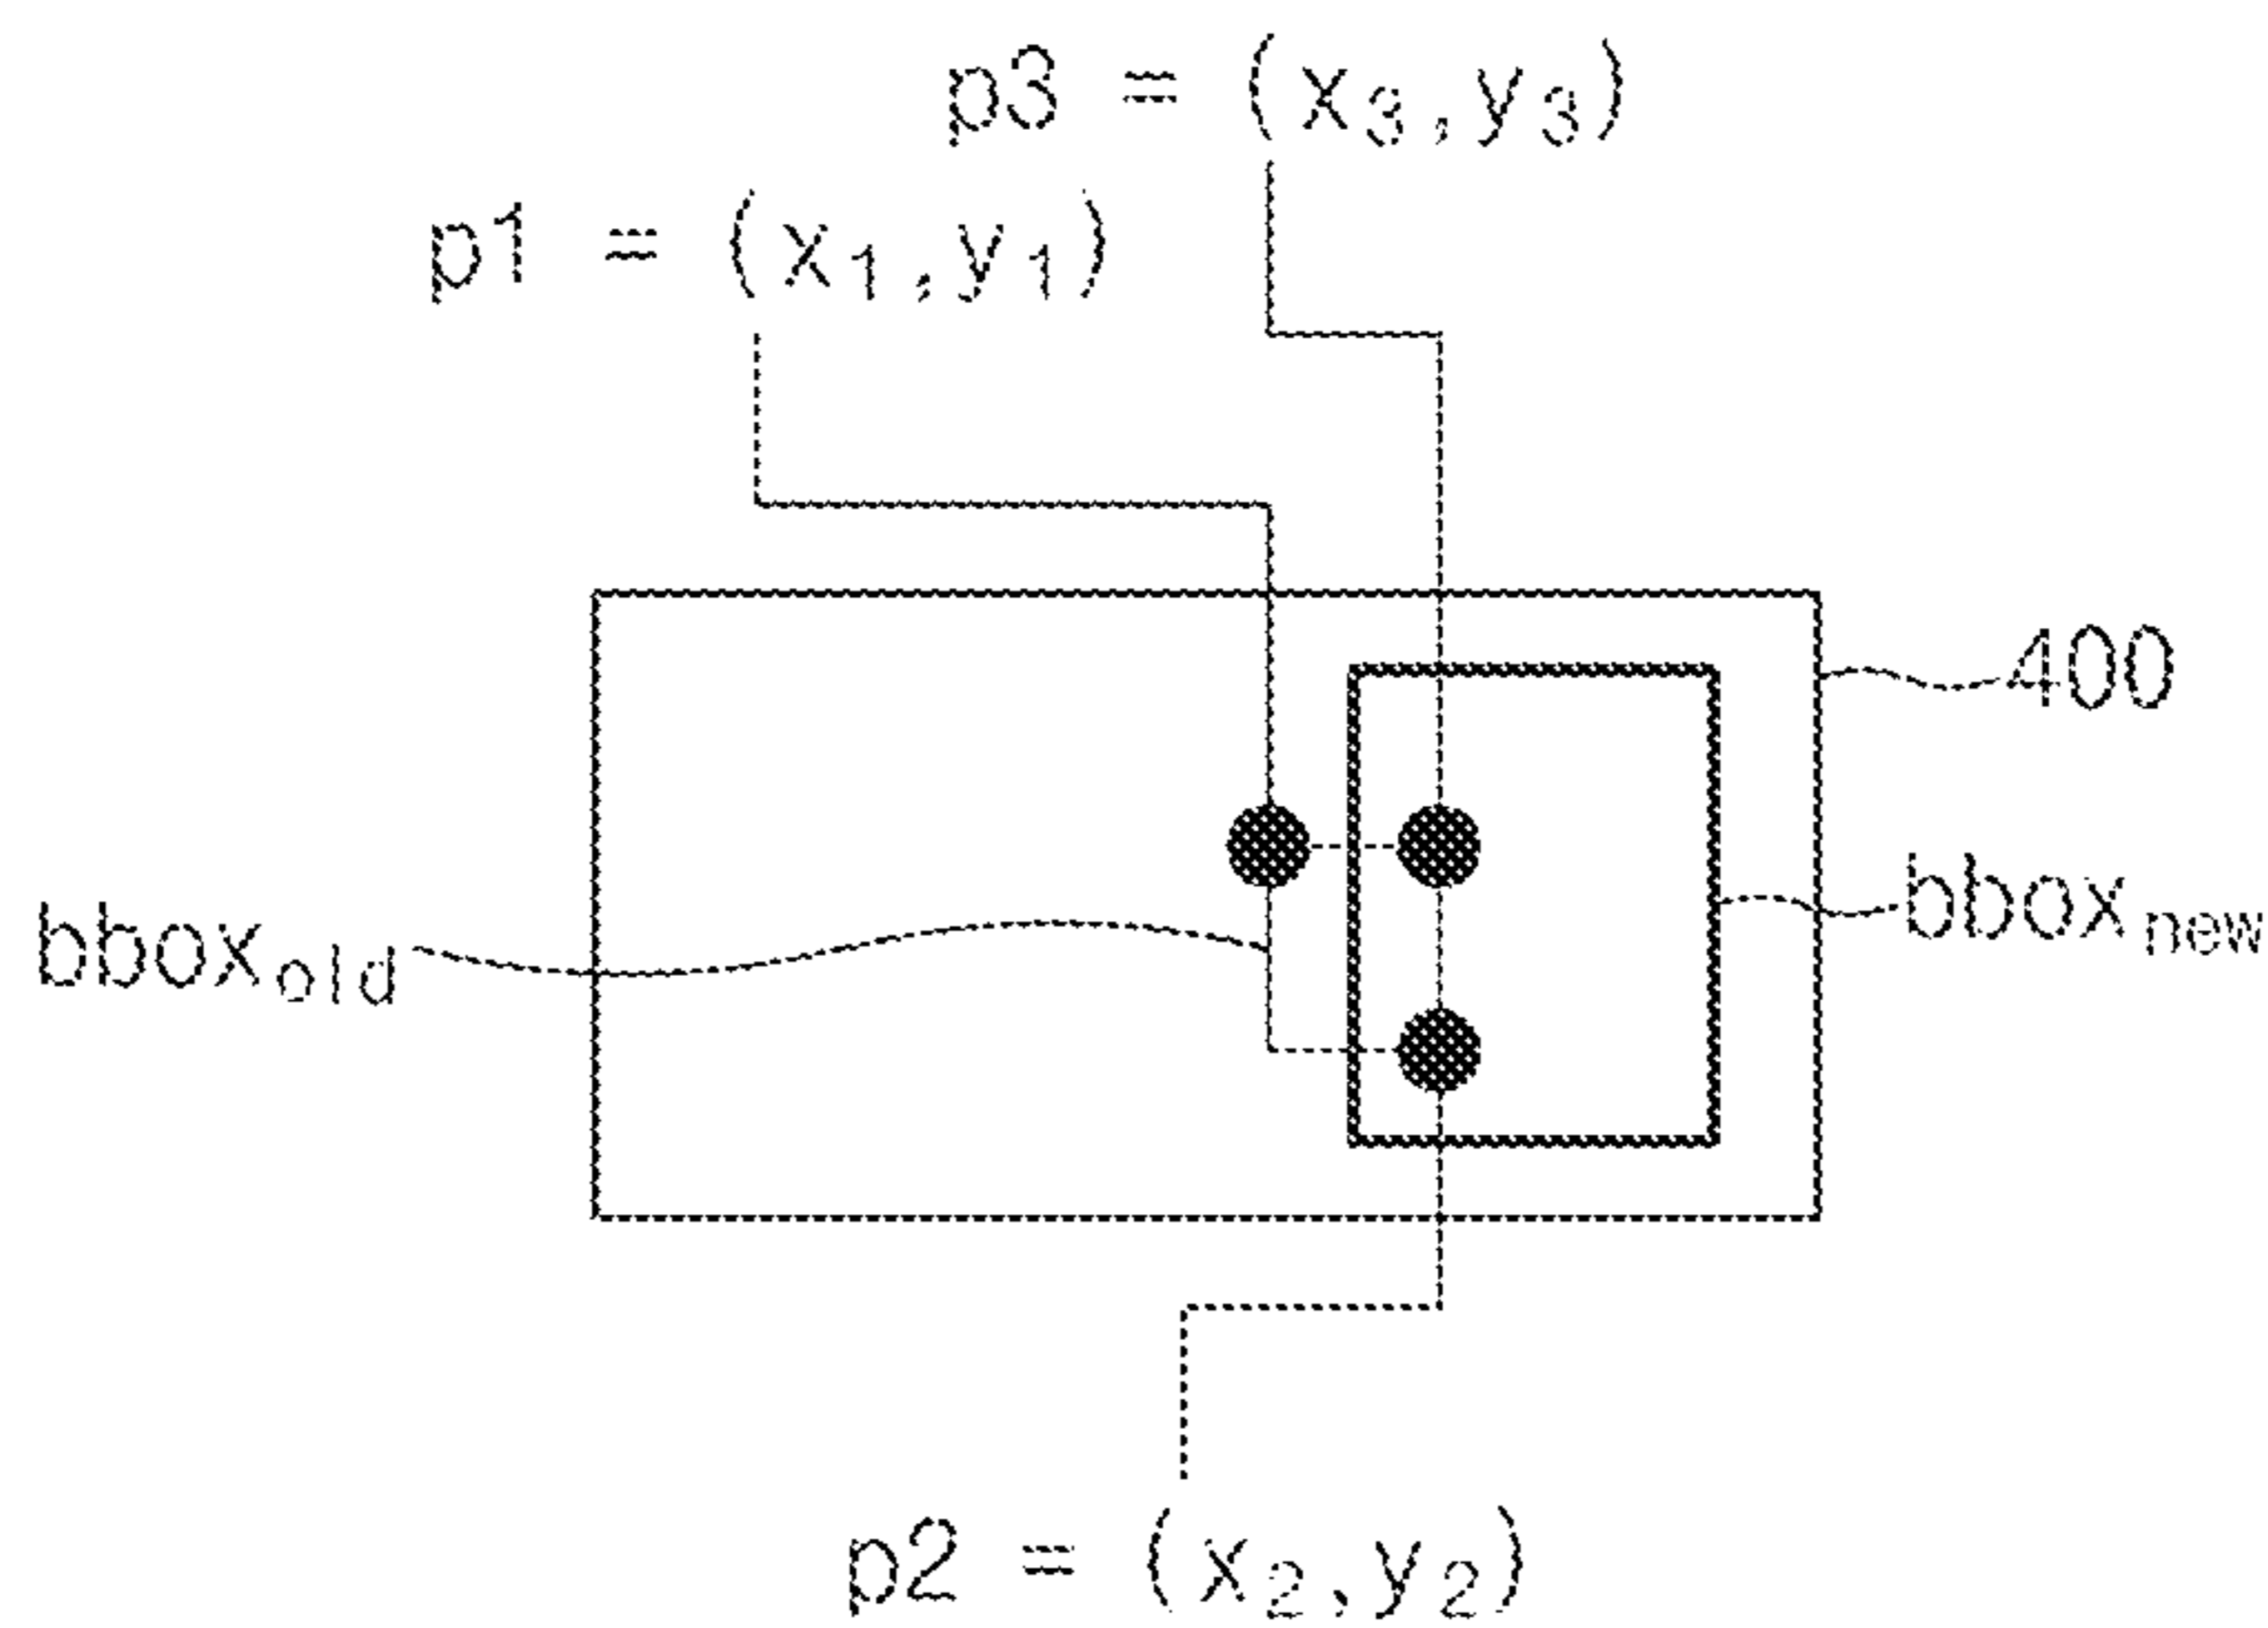 p3 = (x₃,y₃)
p1 = (x₁,y₁)
400
bboxₙₑw
bboxₒₗd
p2 = (x₂,y₂)